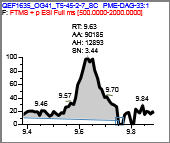 QEF1635_OG41_T5-45-2-7_SC PME-DAG-33:1
F: FTMS + p ESI Full ms [500.0000-2000.0000]
RT: 9.63
AA: 90185
AH: 12893
SN: 3.44
100
80
60
40
20
0
9.46
9.57
9.70
9.84
9.4
9.6
9.8